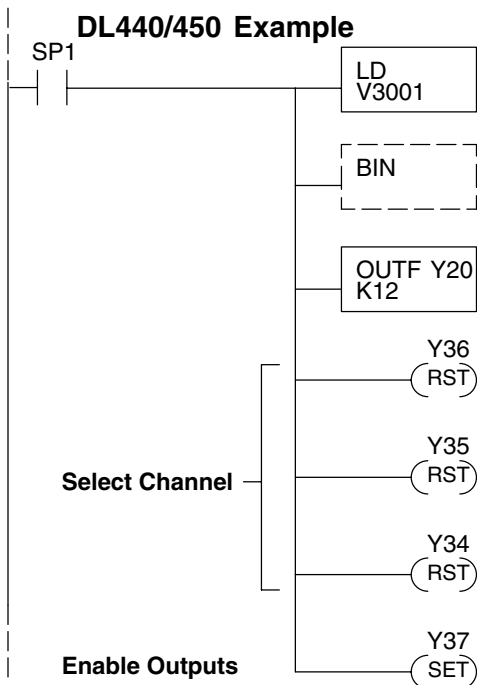 DL440/450 Example
SP1
LD
V3001
BIN
OUTF Y20
K12
Y36
RST
Y35
RST
Select Channel
Y34
RST
Y37
Enable Outputs
SET